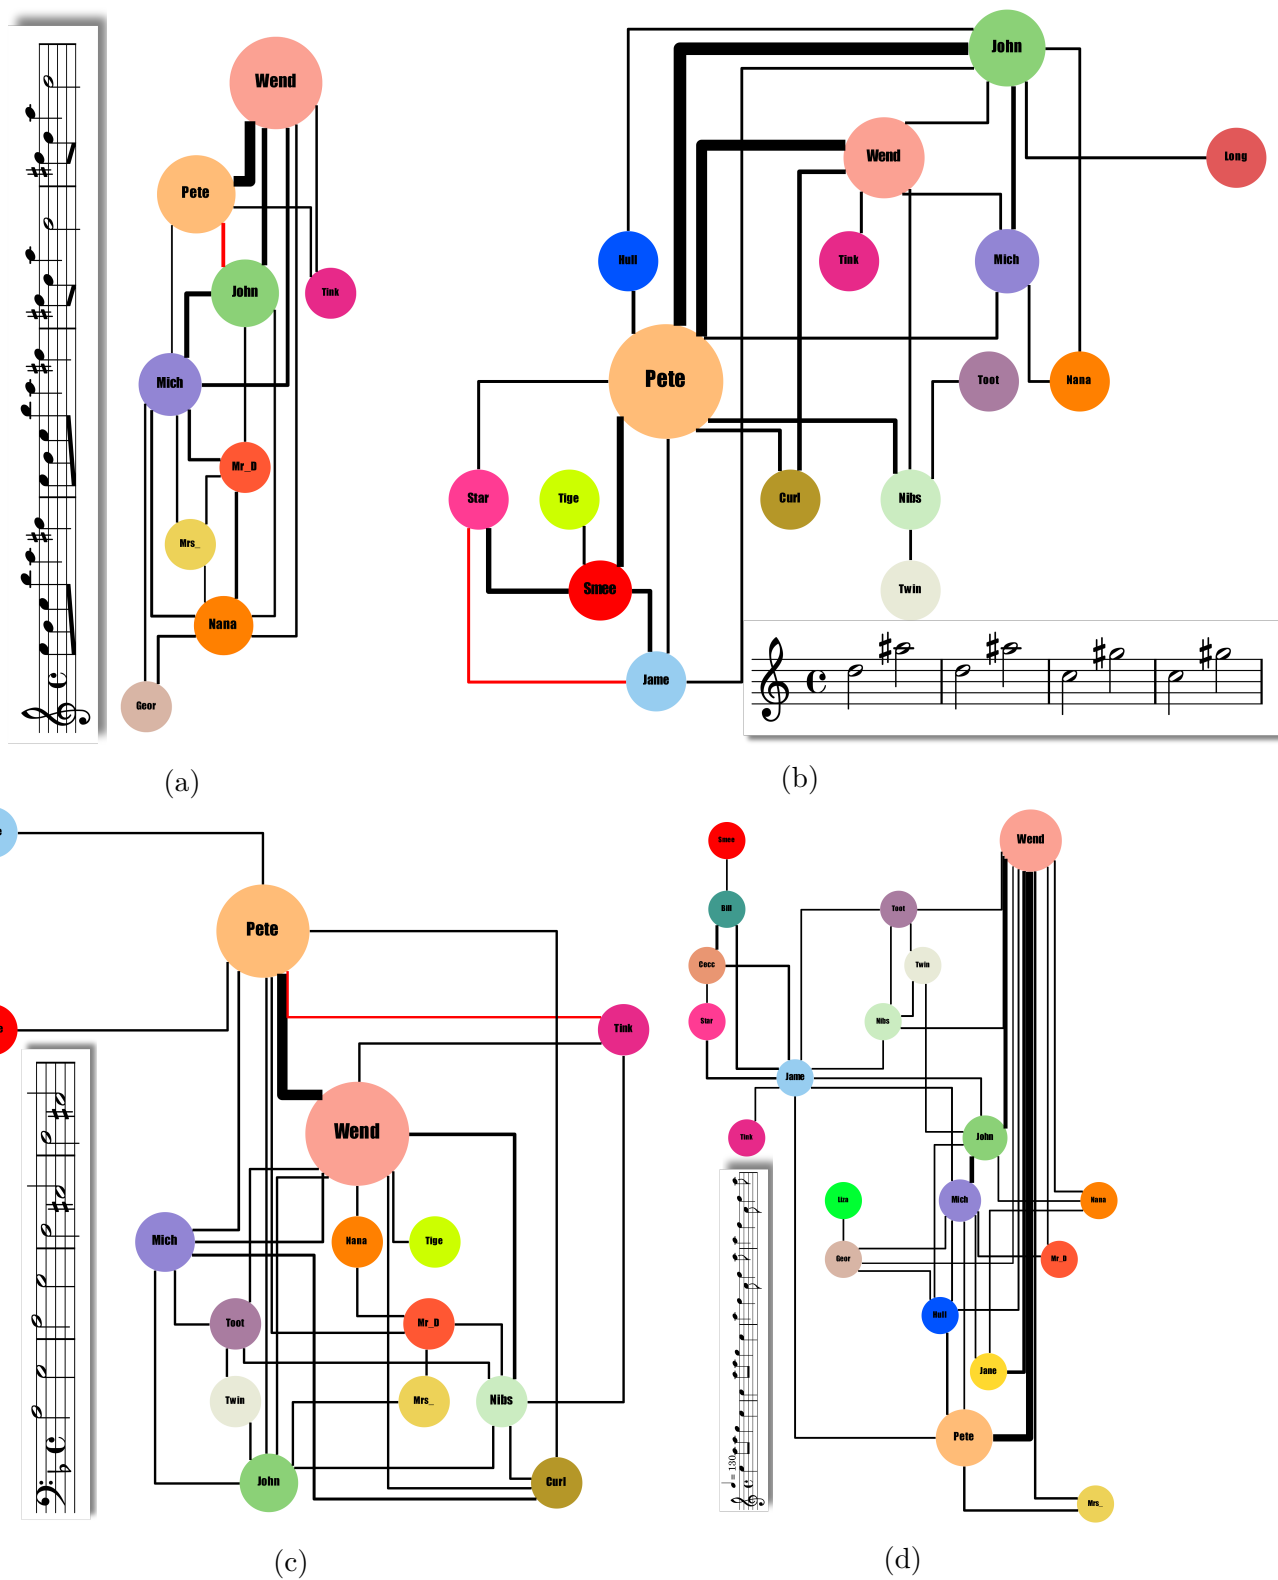 Wend
Pete
John
Tink
Mich
Mr_D
Mrs_
Nana
Geor
(a)
John
Wend
Long
Hull
Tink
Mich
Pete
Toot
Nana
Star
Tige
Curl
Nibs
Smee
Twin
Jame
(b)
e
Pete
e
Tink
Wend
Mich
Nana
Tige
Toot
Mr_D
Twin
Mrs_
Nibs
John
Curl
(c)
Smee
Wend
Bill
Toot
Cecc
Twin
Star
Nibs
Jame
Tink
John
Liza
Mich
Nana
Geor
Mr_D
Hull
Jane
Pete
= 130
Mrs_
(d)